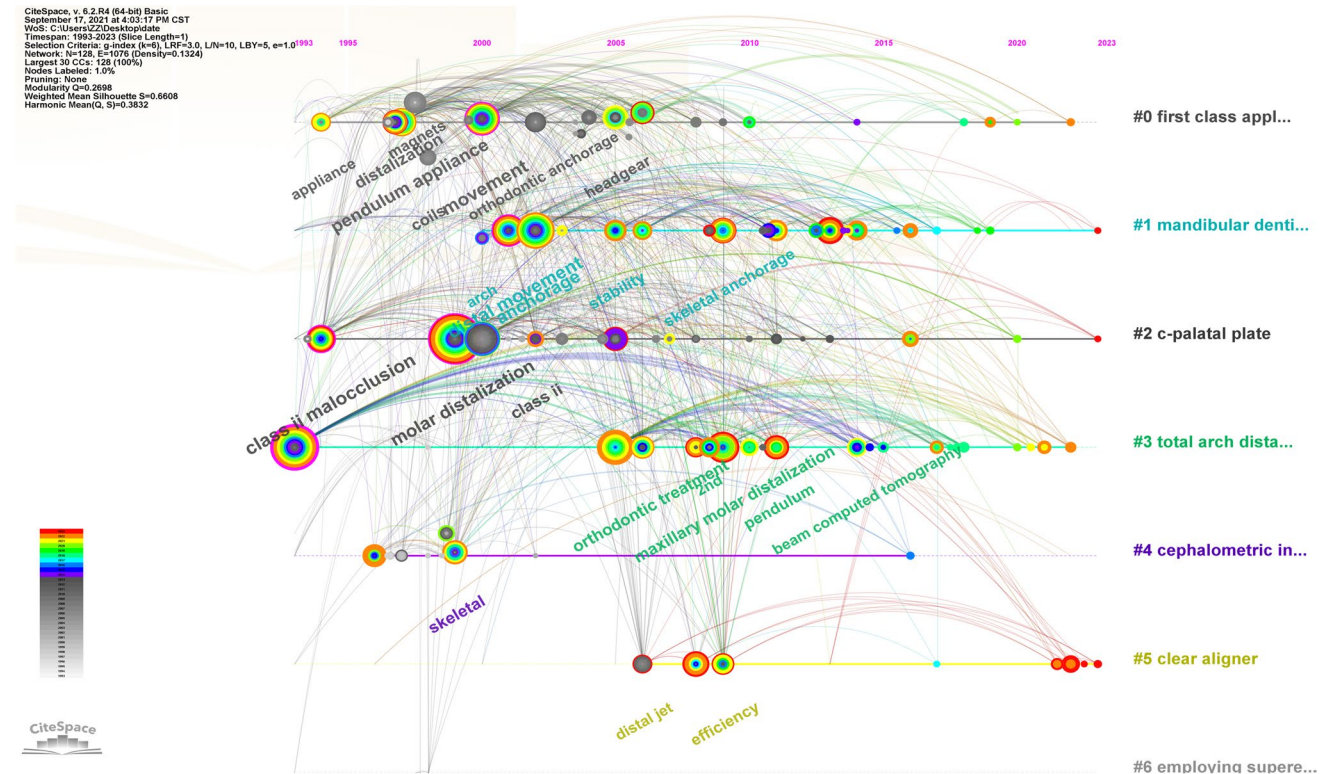 CiteSpace, v. 6.2.R4 (64-bit) Basic
September 17, 2021 at 4:03:17 PM CST
WoS: C:\Users\ZZ\Desktop\date
Timespan: 1993-2023 (Slice Length=1)
Selection Criteria: g-index (k=6), LRF=3.0, L/N=10, LBY=5, e=1.0
Network: N=128, E=1076 (Density=0.1324)
Largest 30 CCs: 128 (100%)
Nodes Labeled: 1.0%
Pruning: None
Modularity Q=0.2698
Weighted Mean Silhouette S=0.6608
Harmonic Mean(Q, S)=0.3832
1993 1995 2000 2005 2010 2015 2020 2023
#0 first class appl...
appliance
magnets
distalization
pendulum appliance
coils
movement
orthodontic anchorage
headgear
#1 mandibular denti...
arch
distal movement
anchorage
stability
skeletal anchorage
#2 c-palatal plate
class ii malocclusion
molar distalization
class ii
#3 total arch dista...
orthodontic treatment
2nd
maxillary molar distalization
pendulum
beam computed tomography
#4 cephalometric in...
skeletal
#5 clear aligner
distal jet
efficiency
#6 employing supere...
CiteSpace